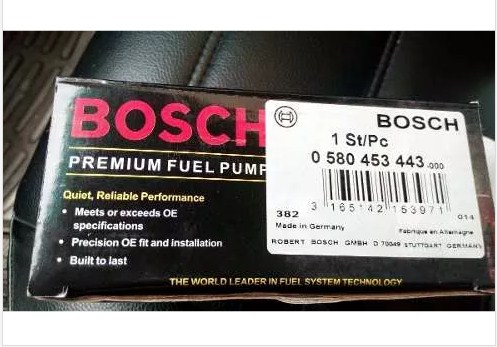 BOSCH
PREMIUM FUEL PUMP
Quiet, Reliable Performance
• Meets or exceeds OE
specifications
• Precision OE fit and installation
• Built to last
THE WORLD LEADER IN FUEL SYSTEM TECHNOLOGY
BOSCH
1 St/Pc
0 580 453 443.000
3 165142 153971
382
014
Made in Germany
Fabrique en Allemagne
ROBERT BOSCH GMBH D 70049 STUTTGART GERMANY